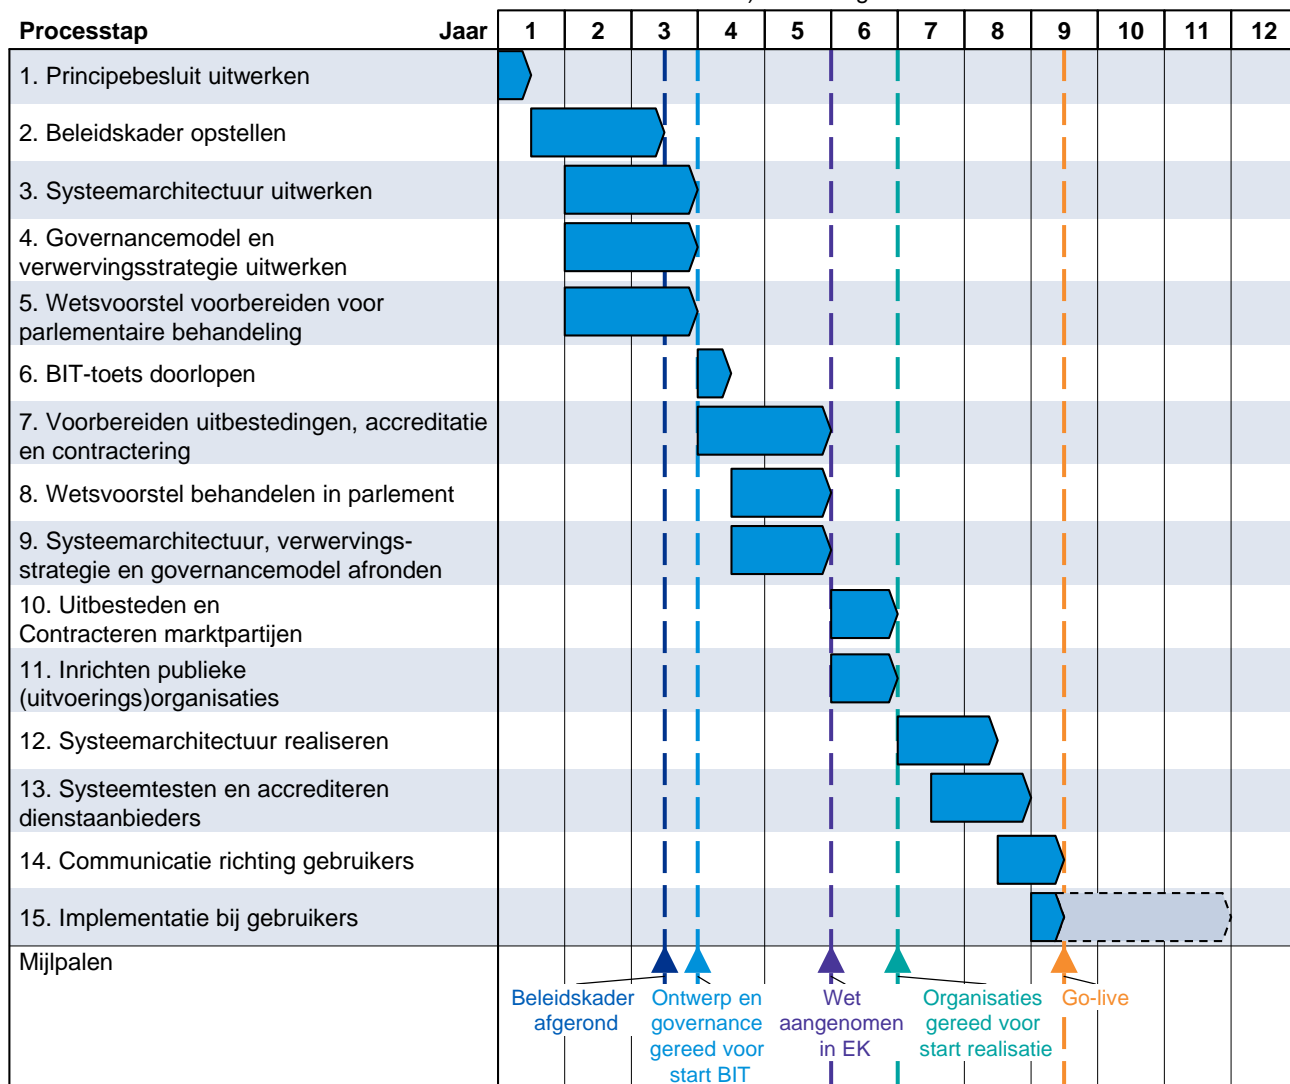 Processtap Jaar 1 2 3 4 5 6 7 8 9 10 11 12
1. Principebesluit uitwerken
2. Beleidskader opstellen
3. Systeemarchitectuur uitwerken
4. Governancemodel en
verwervingsstrategie uitwerken
5. Wetsvoorstel voorbereiden voor
parlementaire behandeling
6. BIT-toets doorlopen
7. Voorbereiden uitbestedingen, accreditatie
en contractering
8. Wetsvoorstel behandelen in parlement
9. Systeemarchitectuur, verwervings-
strategie en governancemodel afronden
10. Uitbesteden en
Contracteren marktpartijen
11. Inrichten publieke
(uitvoerings)organisaties
12. Systeemarchitectuur realiseren
13. Systeemtesten en accrediteren
dienstaanbieders
14. Communicatie richting gebruikers
15. Implementatie bij gebruikers
Mijlpalen
Beleidskader
afgerond
Ontwerp en
governance
gereed voor
start BIT
Wet
aangenomen
in EK
Organisaties
gereed voor
start realisatie
Go-live